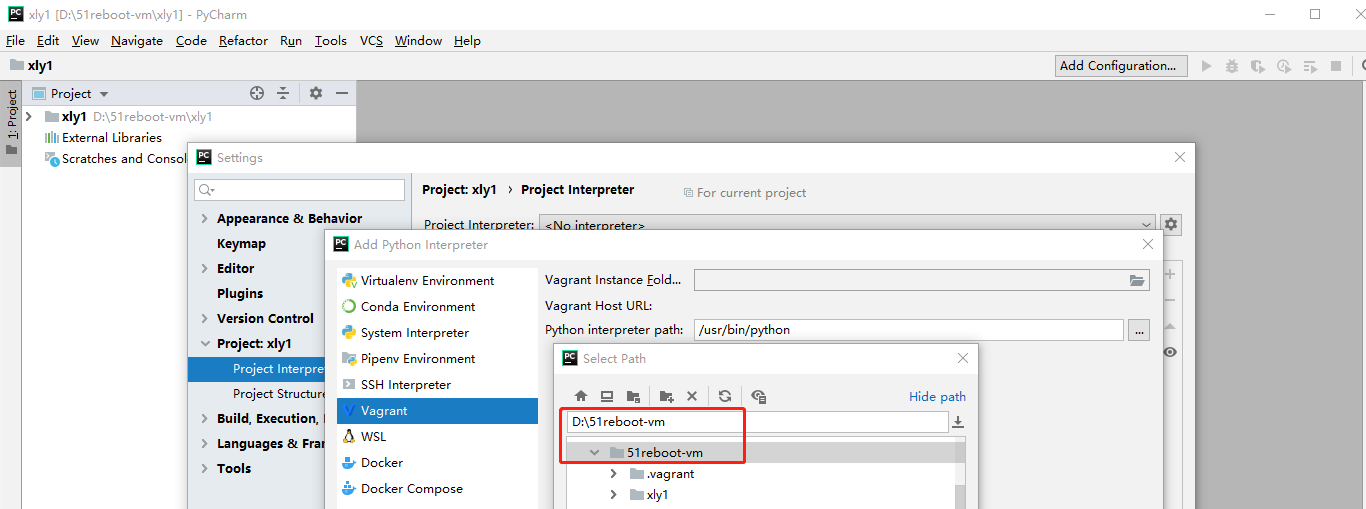 xly1 [D:\51reboot-vm\xly1] - PyCharm
File Edit View Navigate Code Refactor Run Tools VCS Window Help
xly1
Add Configuration...
1: Project
Project
xly1 D:\51reboot-vm\xly1
External Libraries
Scratches and Consol
Settings
Project: xly1 › Project Interpreter
For current project
Appearance & Behavior
Keymap
Editor
Plugins
Version Control
Project: xly1
Project Interpre
Project Structure
Build, Execution,
Languages & Fra
Tools
Project Interpreter: <No interpreter>
Add Python Interpreter
Virtualenv Environment
Conda Environment
System Interpreter
Pipenv Environment
SSH Interpreter
Vagrant
WSL
Docker
Docker Compose
Vagrant Instance Fold...
Vagrant Host URL:
Python interpreter path: /usr/bin/python
...
Select Path
Hide path
D:\51reboot-vm
51reboot-vm
.vagrant
xly1